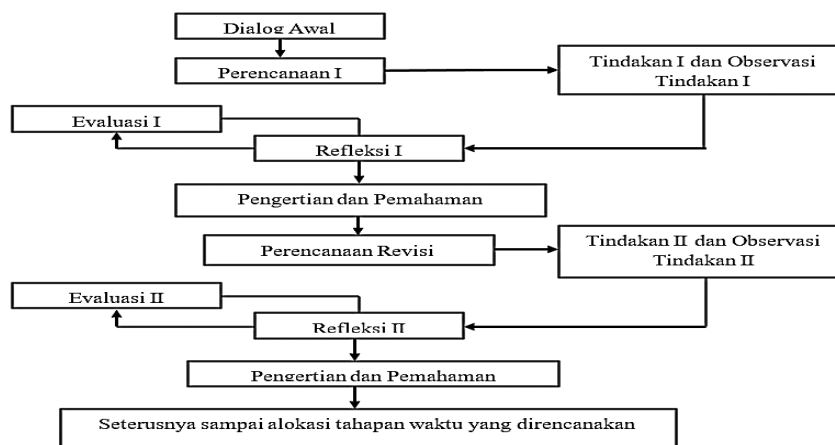 Dialog Awal
Perencanaan I
Tindakan I dan Observasi
Tindakan I
Evaluasi I
Refleksi I
Pengertian dan Pemahaman
Perencanaan Revisi
Tindakan II dan Observasi
Tindakan II
Evaluasi II
Refleksi II
Pengertian dan Pemahaman
Seterusnya sampai alokasi tahapan waktu yang direncanakan